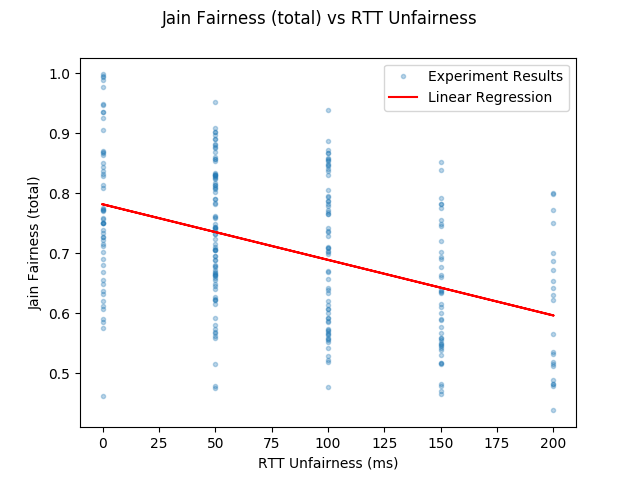 Jain Fairness (total) vs RTT Unfairness
Experiment Results
Linear Regression
Jain Fairness (total)
1.0
0.9
0.8
0.7
0.6
0.5
0 25 50 75 100 125 150 175 200
RTT Unfairness (ms)